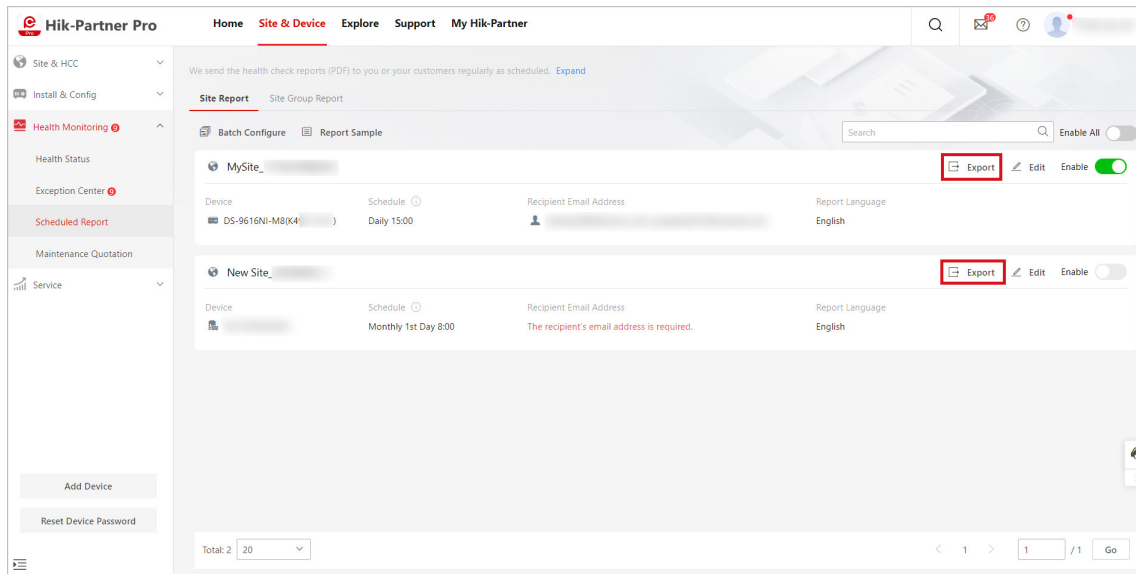 Hik-Partner Pro
Pro
Home Site & Device Explore Support My Hik-Partner
36
Site & HCC
Install & Config
Health Monitoring 9
Health Status
Exception Center 9
Scheduled Report
Maintenance Quotation
Service
Add Device
Reset Device Password
We send the health check reports (PDF) to you or your customers regularly as scheduled. Expand
Site Report Site Group Report
Batch Configure Report Sample Search Enable All
MySite_ Export Edit Enable
Device Schedule Recipient Email Address Report Language
DS-9616NI-M8(K4 ) Daily 15:00 English
New Site_ Export Edit Enable
Device Schedule Recipient Email Address Report Language
Monthly 1st Day 8:00 The recipient's email address is required. English
Total: 2 20 < 1 > 1 / 1 Go